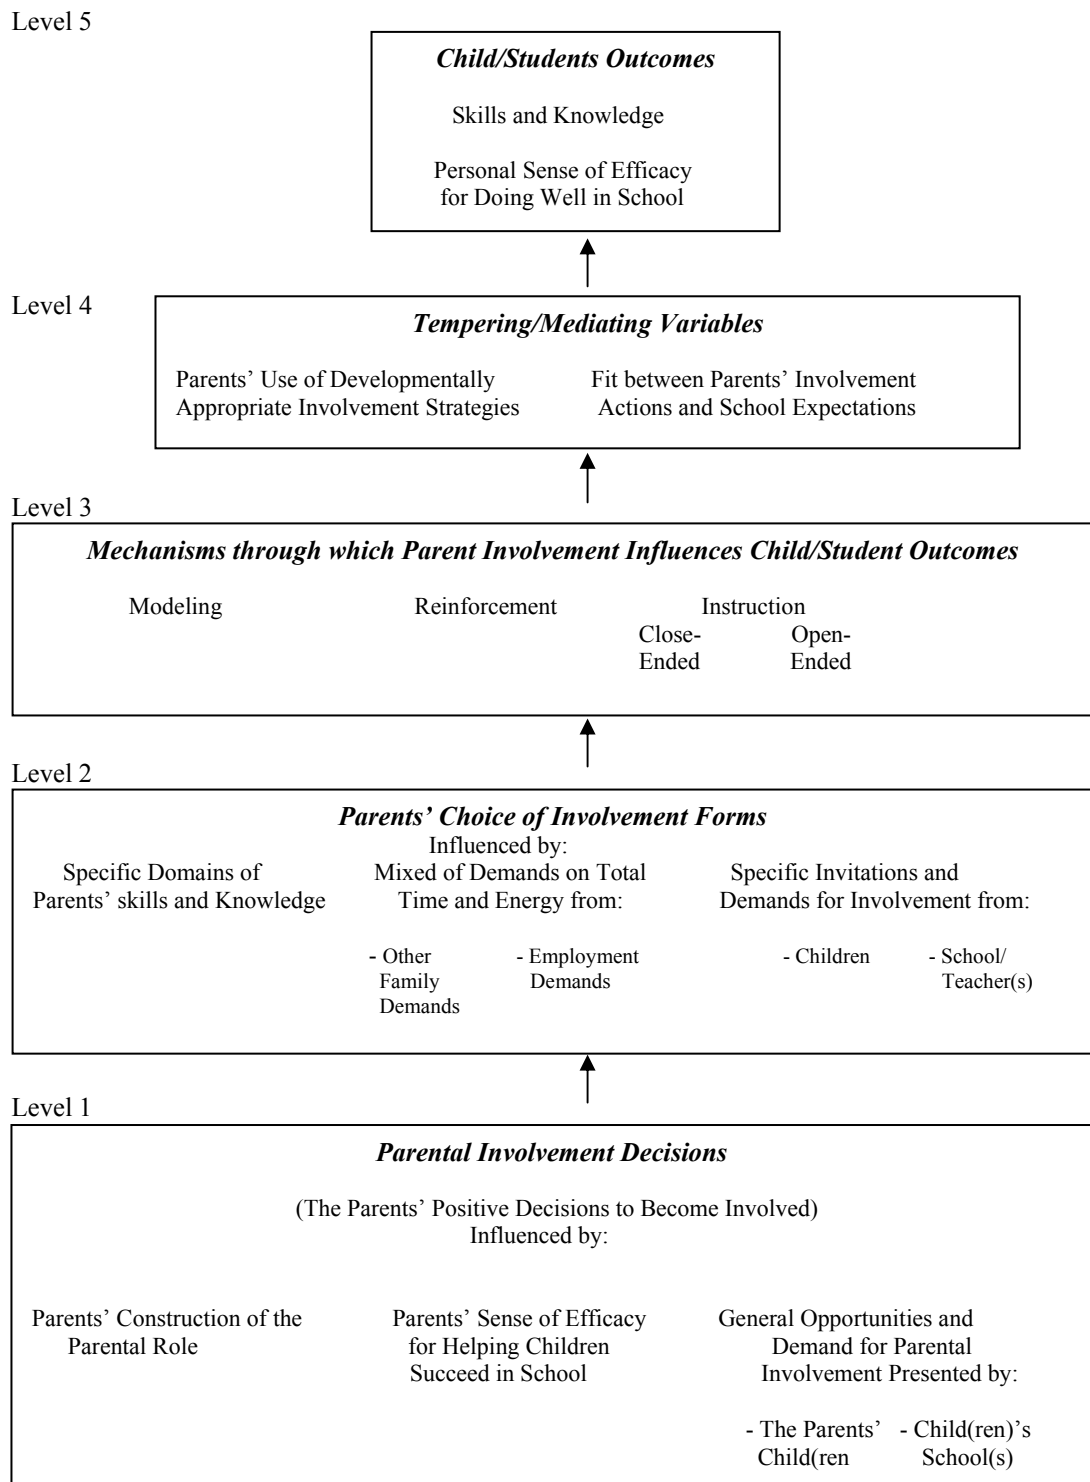 Level 5
Child/Students Outcomes
Skills and Knowledge
Personal Sense of Efficacy
for Doing Well in School
Level 4
Tempering/Mediating Variables
Parents’ Use of Developmentally
Appropriate Involvement Strategies
Fit between Parents’ Involvement
Actions and School Expectations
Level 3
Mechanisms through which Parent Involvement Influences Child/Student Outcomes
Modeling
Reinforcement
Instruction
Close-
Ended
Open-
Ended
Level 2
Parents’ Choice of Involvement Forms
Influenced by:
Specific Domains of
Parents’ skills and Knowledge
Mixed of Demands on Total
Time and Energy from:
- Other
Family
Demands
- Employment
Demands
Specific Invitations and
Demands for Involvement from:
- Children
- School/
Teacher(s)
Level 1
Parental Involvement Decisions
(The Parents’ Positive Decisions to Become Involved)
Influenced by:
Parents’ Construction of the
Parental Role
Parents’ Sense of Efficacy
for Helping Children
Succeed in School
General Opportunities and
Demand for Parental
Involvement Presented by:
- The Parents’
Child(ren
- Child(ren)’s
School(s)